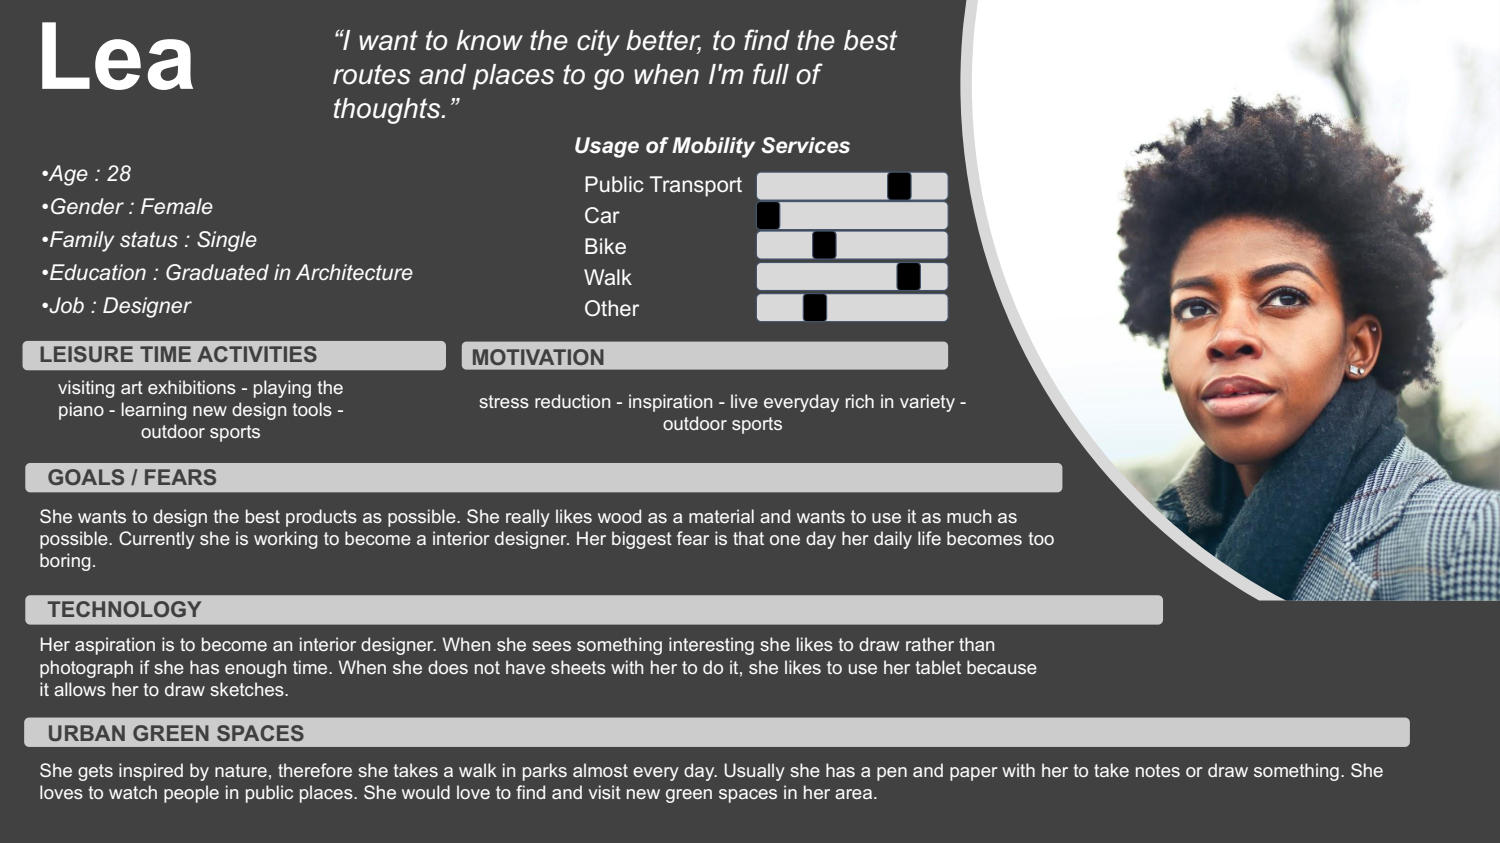 Lea
“I want to know the city better, to find the best
routes and places to go when I'm full of
thoughts.”
•Age : 28
•Gender : Female
•Family status : Single
•Education : Graduated in Architecture
•Job : Designer
Usage of Mobility Services
Public Transport
Car
Bike
Walk
Other
LEISURE TIME ACTIVITIES
visiting art exhibitions - playing the
piano - learning new design tools -
outdoor sports
MOTIVATION
stress reduction - inspiration - live everyday rich in variety -
outdoor sports
GOALS / FEARS
She wants to design the best products as possible. She really likes wood as a material and wants to use it as much as
possible. Currently she is working to become a interior designer. Her biggest fear is that one day her daily life becomes too
boring.
TECHNOLOGY
Her aspiration is to become an interior designer. When she sees something interesting she likes to draw rather than
photograph if she has enough time. When she does not have sheets with her to do it, she likes to use her tablet because
it allows her to draw sketches.
URBAN GREEN SPACES
She gets inspired by nature, therefore she takes a walk in parks almost every day. Usually she has a pen and paper with her to take notes or draw something. She
loves to watch people in public places. She would love to find and visit new green spaces in her area.